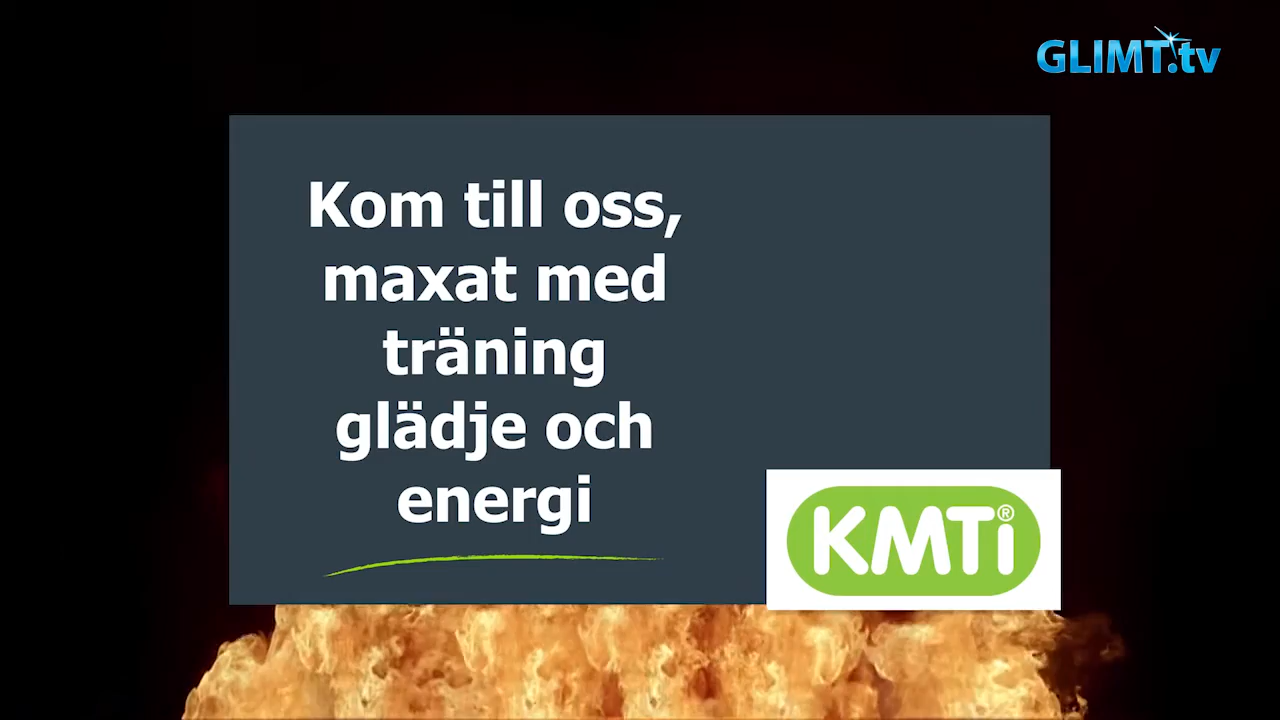 GLIMT.tv
Kom till oss,
maxat med
träning
glädje och
energi
KMTi®